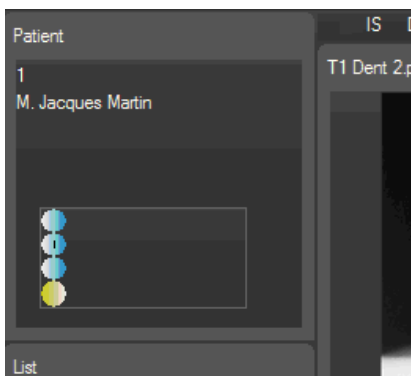 Patient
1
M. Jacques Martin
List
IS
T1 Dent 2.